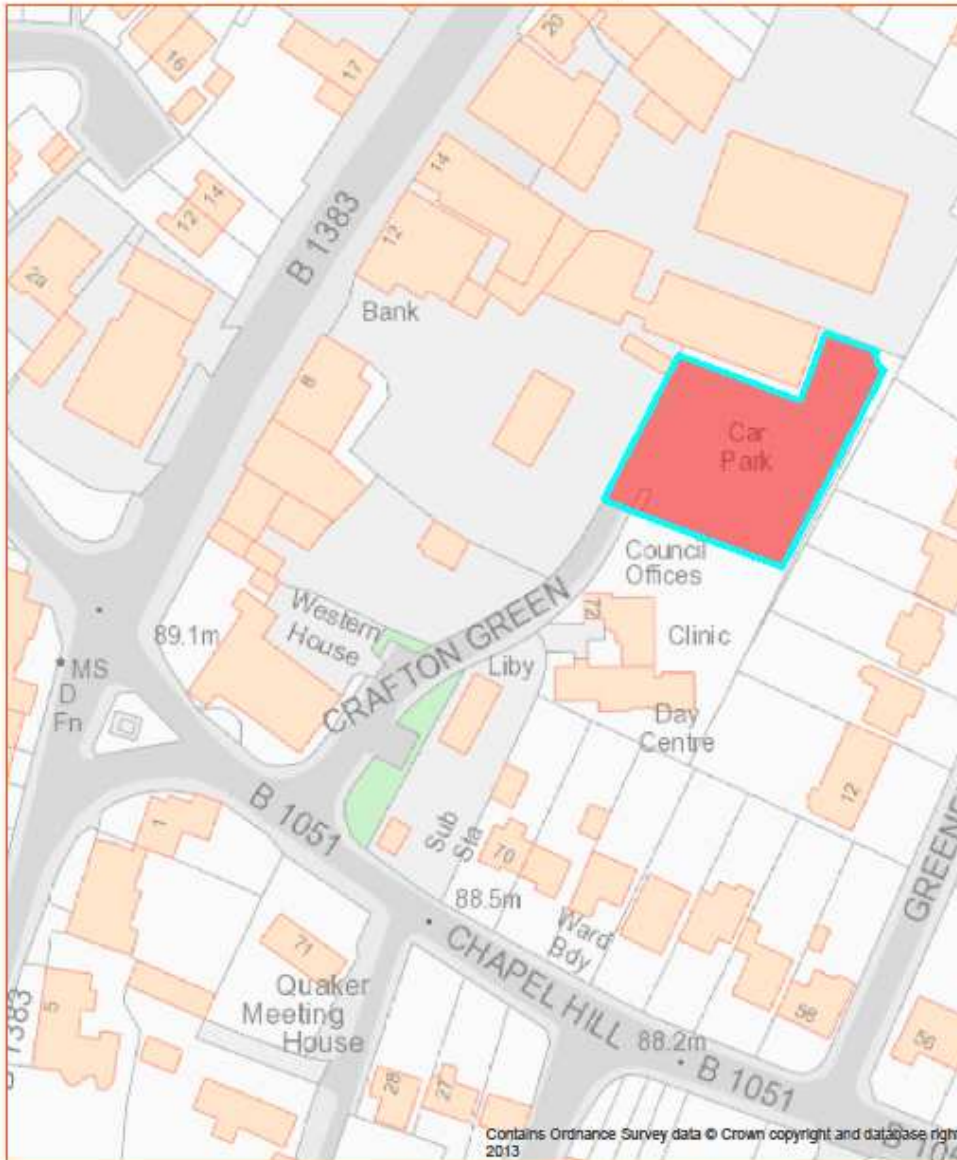 20
16
17
14
B 1383
14
12
12
2a
Bank
8
Car
Park
Council
Offices
72
Western
House
CRAFTON GREEN
Liby
Clinic
89.1m
MS
D
Fn
Day
Centre
12
B 1051
1
Sub
Sta
70
88.5m
Ward
Bdy
71
CHAPEL HILL
Quaker
Meeting
House
5
58
56
88.2m
B 1051
28
27
Contains Ordnance Survey data © Crown copyright and database right
2013